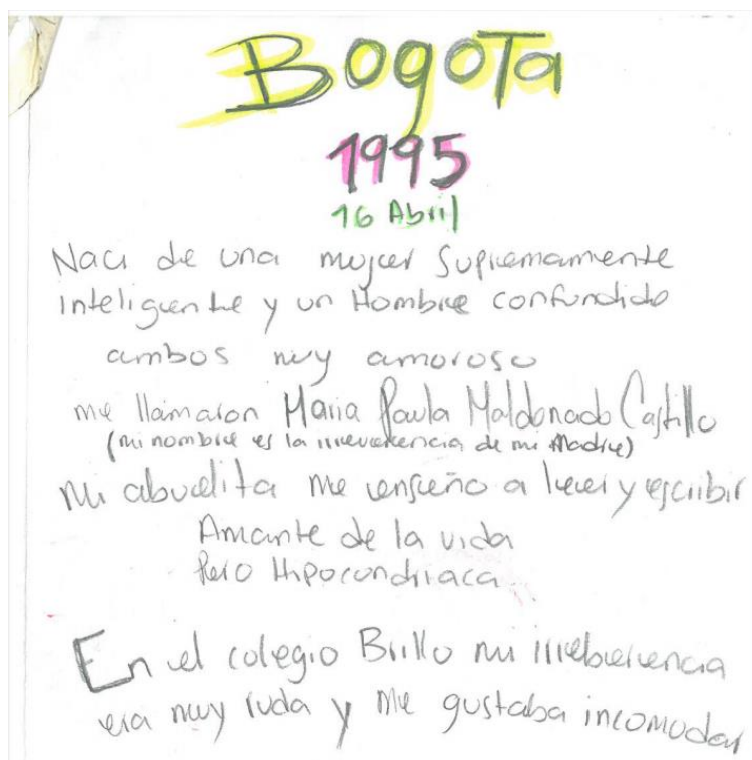 Bogota
1995
16 Abril
Naci de una mujer Supremamente
inteligente y un Hombre confundido
ambos muy amoroso
me llamaron Maria Paula Maldonado Castillo
(mi nombre es la irreverencia de mi Madre)
Mi abuelita me enseño a leer y escribir
Amante de la vida
Pero Hipocondriaca
En el colegio Brillo mi irreberencia
era muy ruda y Me gustaba incomodar